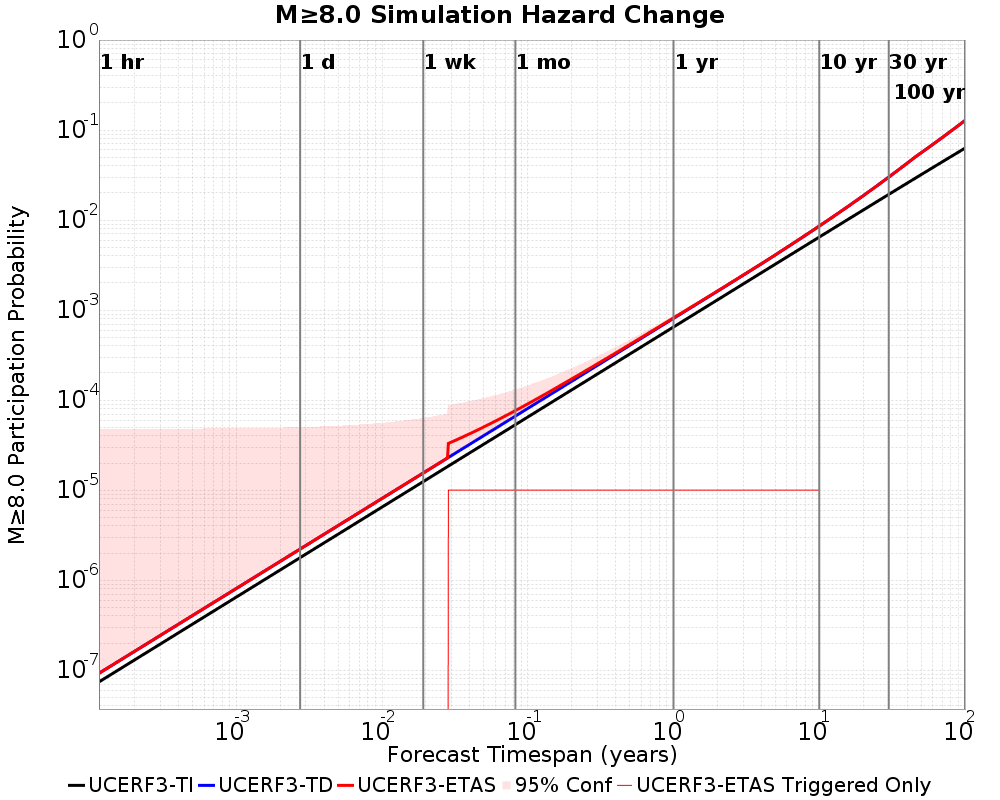 M≥8.0 Simulation Hazard Change
M≥8.0 Participation Probability
10^0
10^-1
10^-2
10^-3
10^-4
10^-5
10^-6
10^-7
1 hr
1 d
1 wk
1 mo
1 yr
10 yr
30 yr
100 yr
10^-3
10^-2
10^-1
10^0
10^1
10^2
Forecast Timespan (years)
UCERF3-TI UCERF3-TD UCERF3-ETAS 95% Conf UCERF3-ETAS Triggered Only